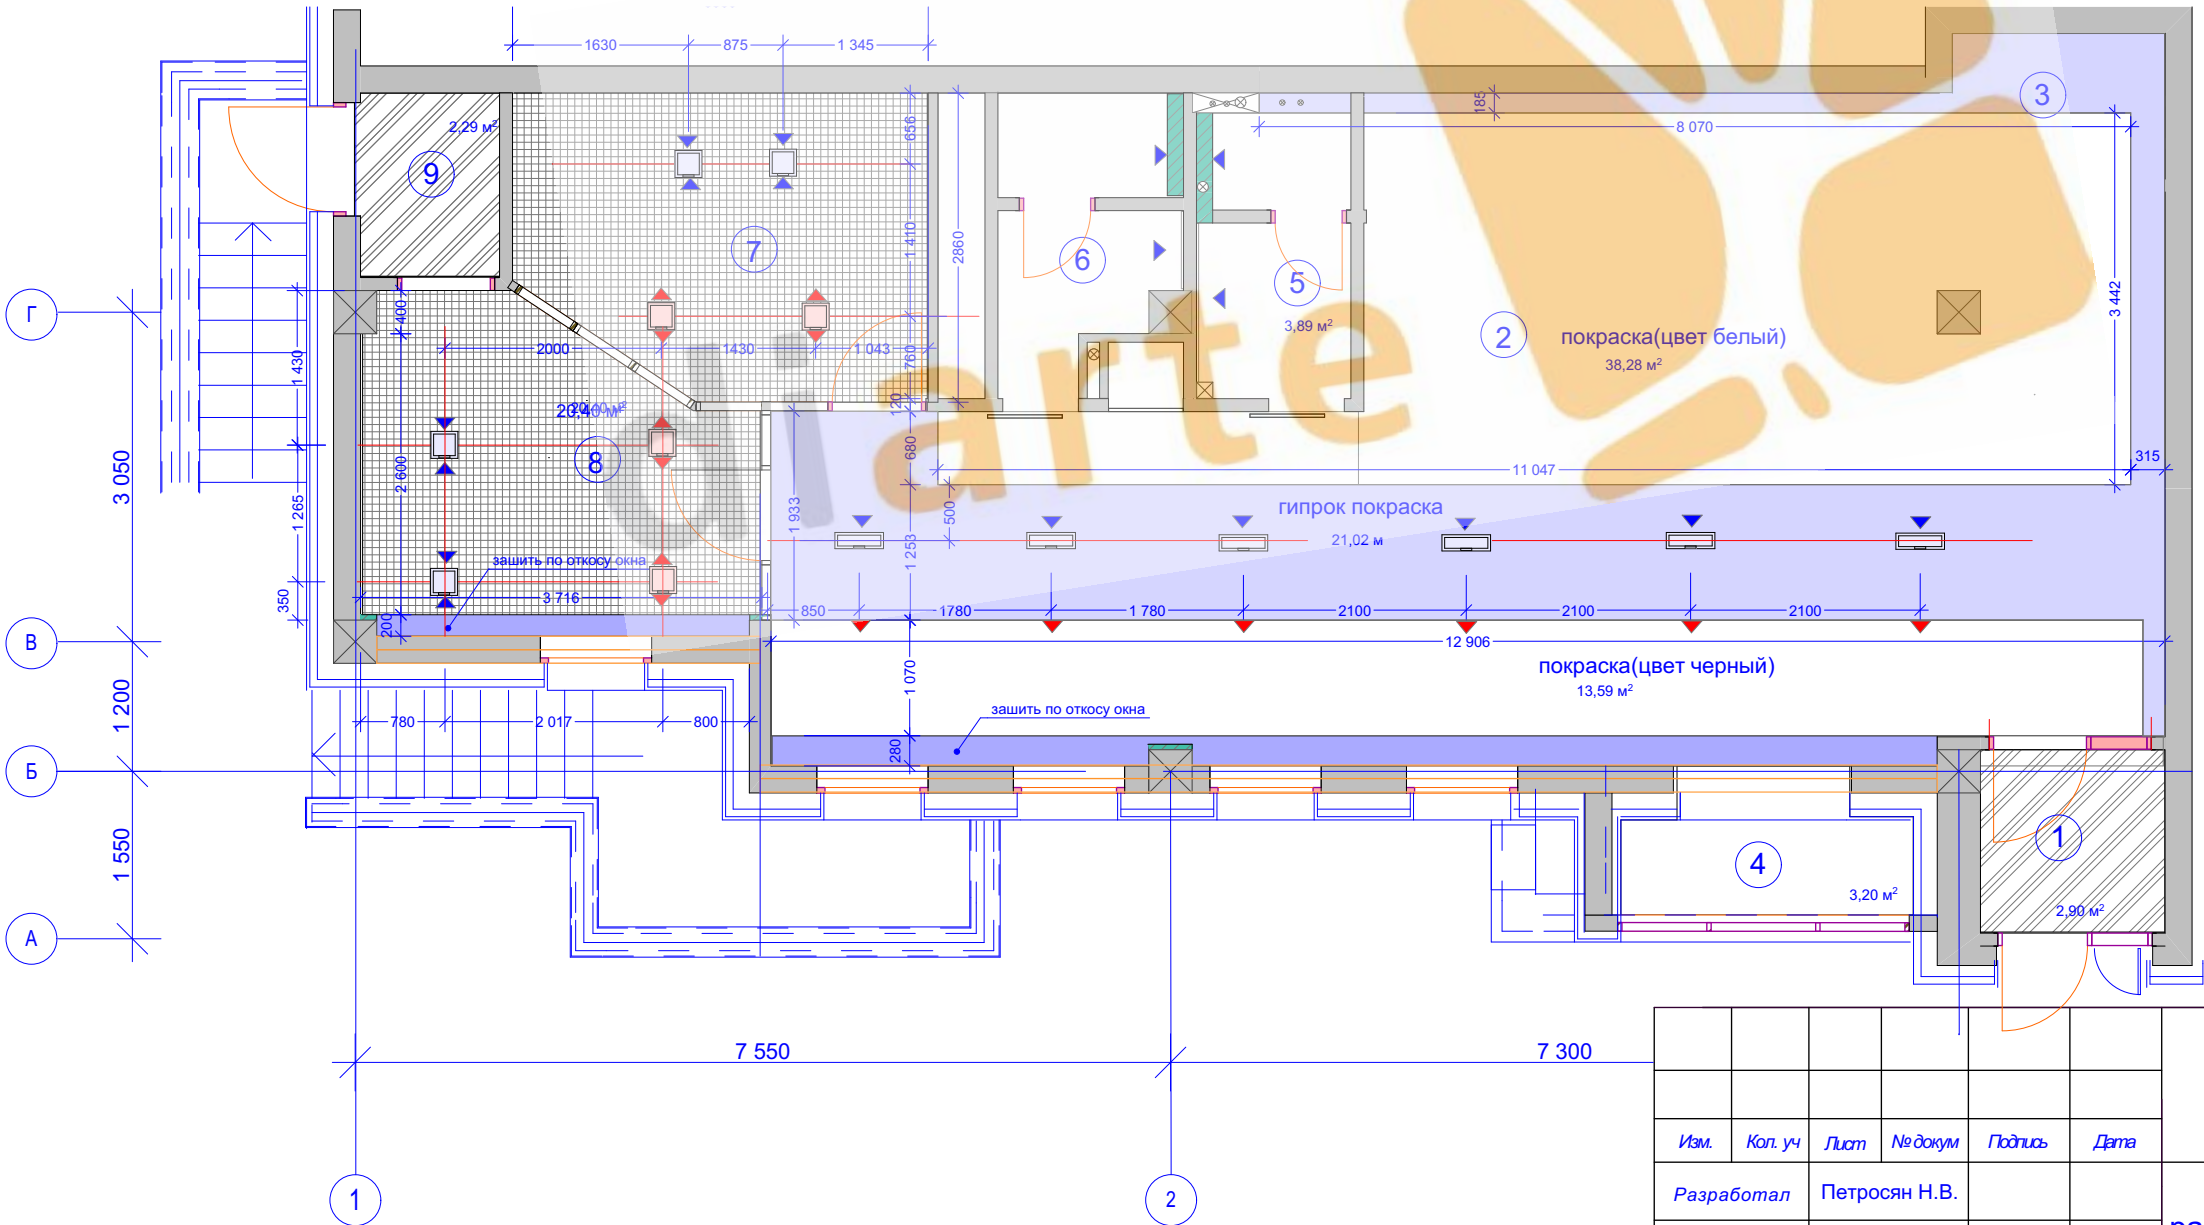 1630
875
1 345
185
8 070
3
2,29 м²
9
656
7
1 410
2860
6
5
3,89 м²
2
покраска(цвет белый)
38,28 м²
3 442
Г
400
1 430
2000
1430
1 043
760
120
20,40 м²
8
2 600
3 050
1 265
680
11 047
315
diarte
гипрок покраска
500
1 933
1 253
21,02 м
зашить по откосу окна
3 716
350
200
850
1780
1 780
2100
2100
2100
В
12 906
покраска(цвет черный)
13,59 м²
1 070
1 200
780
2 017
800
зашить по откосу окна
280
Б
1 550
4
3,20 м²
1
2,90 м²
А
7 550
7 300
Изм.
Кол. уч
Лист
№ докум
Подпись
Дата
Разработал
Петросян Н.В.
1
2